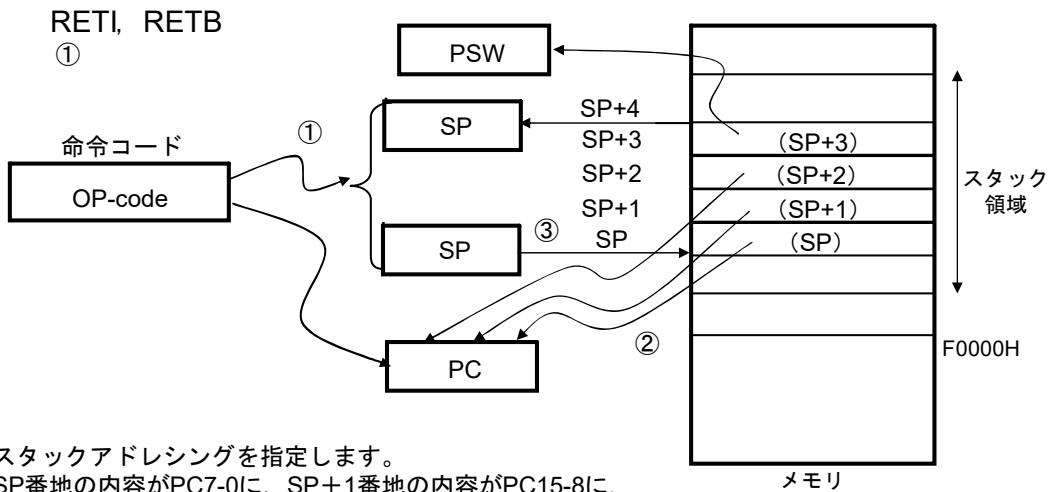 RETI, RETB
①
PSW
SP+4
SP
①
SP+3
(SP+3)
命令コード
SP+2
(SP+2)
スタック
領域
OP-code
SP+1
(SP+1)
③
SP
SP
(SP)
②
F0000H
PC
スタックアドレシングを指定します。
メモリ
SP番地の内容がPC7-0に,SP+1番地の内容がPC15-8に,